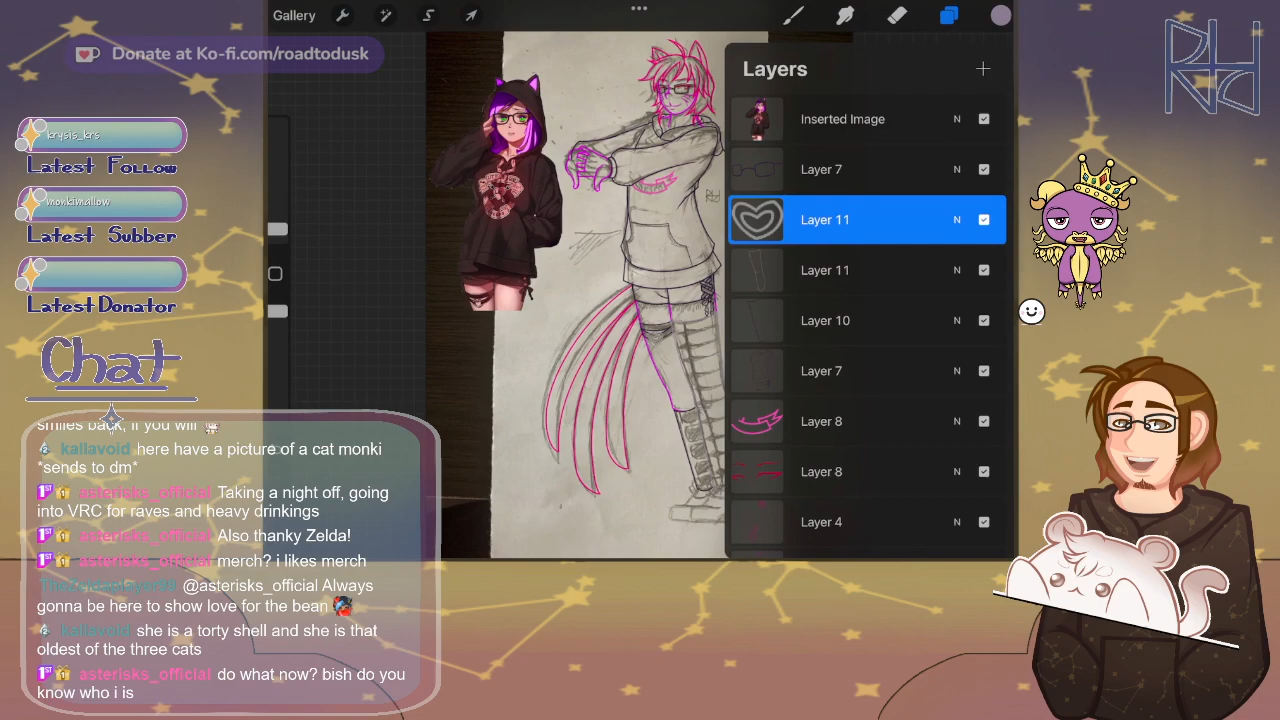 Gallery
Donate at Ko-fi.com/roadtodusk
krysis_krs
Latest Follow
monkimallow
Latest Subber
Latest Donator
Chat
smiles back, if you will
kallavoid here have a picture of a cat monki
*sends to dm*
asterisks_official Taking a night off, going
into VRC for raves and heavy drinkings
asterisks_official Also thanky Zelda!
asterisks_official merch? i likes merch
@asterisks_official Always
gonna be here to show love for the bean
kallavoid she is a torty shell and she is that
oldest of the three cats
asterisks_official do what now? bish do you
know who i is
Layers
Inserted Image N
Layer 7 N
Layer 11 N
Layer 11 N
Layer 10 N
Layer 7 N
Layer 8 N
Layer 8 N
Layer 4 N